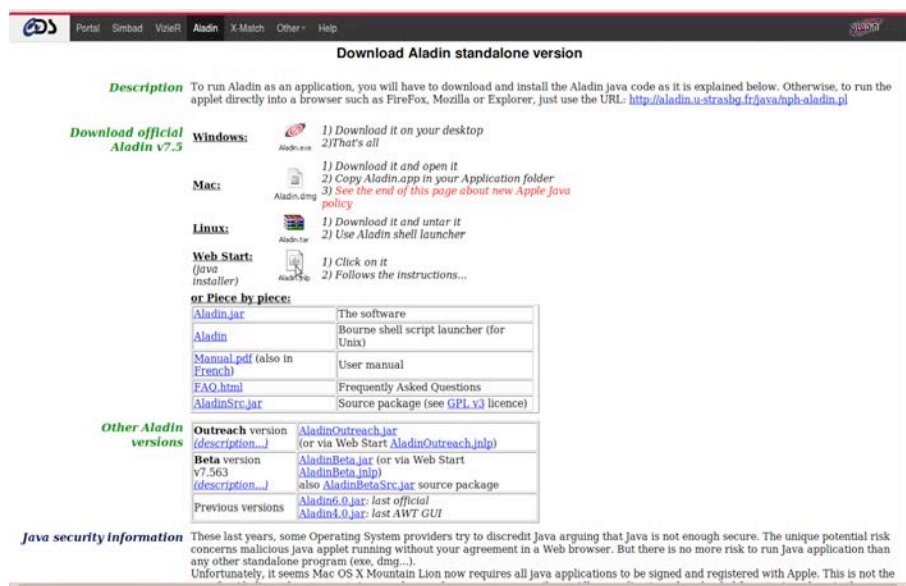 CDS Portal Simbad VizieR Aladin X-Match Other Help
Download Aladin standalone version
Description To run Aladin as an application, you will have to download and install the Aladin java code as it is explained below. Otherwise, to run the
applet directly into a browser such as FireFox, Mozilla or Explorer, just use the URL: http://aladin.u-strasbg.fr/java/nph-aladin.pl
Download official
Aladin v7.5
Windows:
Aladin.exe
1) Download it on your desktop
2)That's all
Mac:
Aladin.dmg
1) Download it and open it
2) Copy Aladin.app in your Application folder
3) See the end of this page about new Apple Java
policy
Linux:
Aladin.tar
1) Download it and untar it
2) Use Aladin shell launcher
Web Start:
(java
installer)
1) Click on it
2) Follows the instructions...
or Piece by piece:
Aladin.jar The software
Aladin Bourne shell script launcher (for
Unix)
Manual.pdf (also in
French) User manual
FAQ.html Frequently Asked Questions
AladinSrc.jar Source package (see GPL v3 licence)
Other Aladin
versions
Outreach version
(description...)
AladinOutreach.jar
(or via Web Start AladinOutreach.jnlp)
Beta version
v7.563
(description...)
AladinBeta.jar (or via Web Start
AladinBeta.jnlp)
also AladinBetaSrc.jar source package
Previous versions
Aladin6.0.jar: last official
Aladin4.0.jar: last AWT GUI
Java security information These last years, some Operating System providers try to discredit Java arguing that Java is not enough secure. The unique potential risk
concerns malicious java applet running without your agreement in a Web browser. But there is no more risk to run Java application than
any other standalone program (exe, dmg...).
Unfortunately, it seems Mac OS X Mountain Lion now requires all java applications to be signed and registered with Apple. This is not the